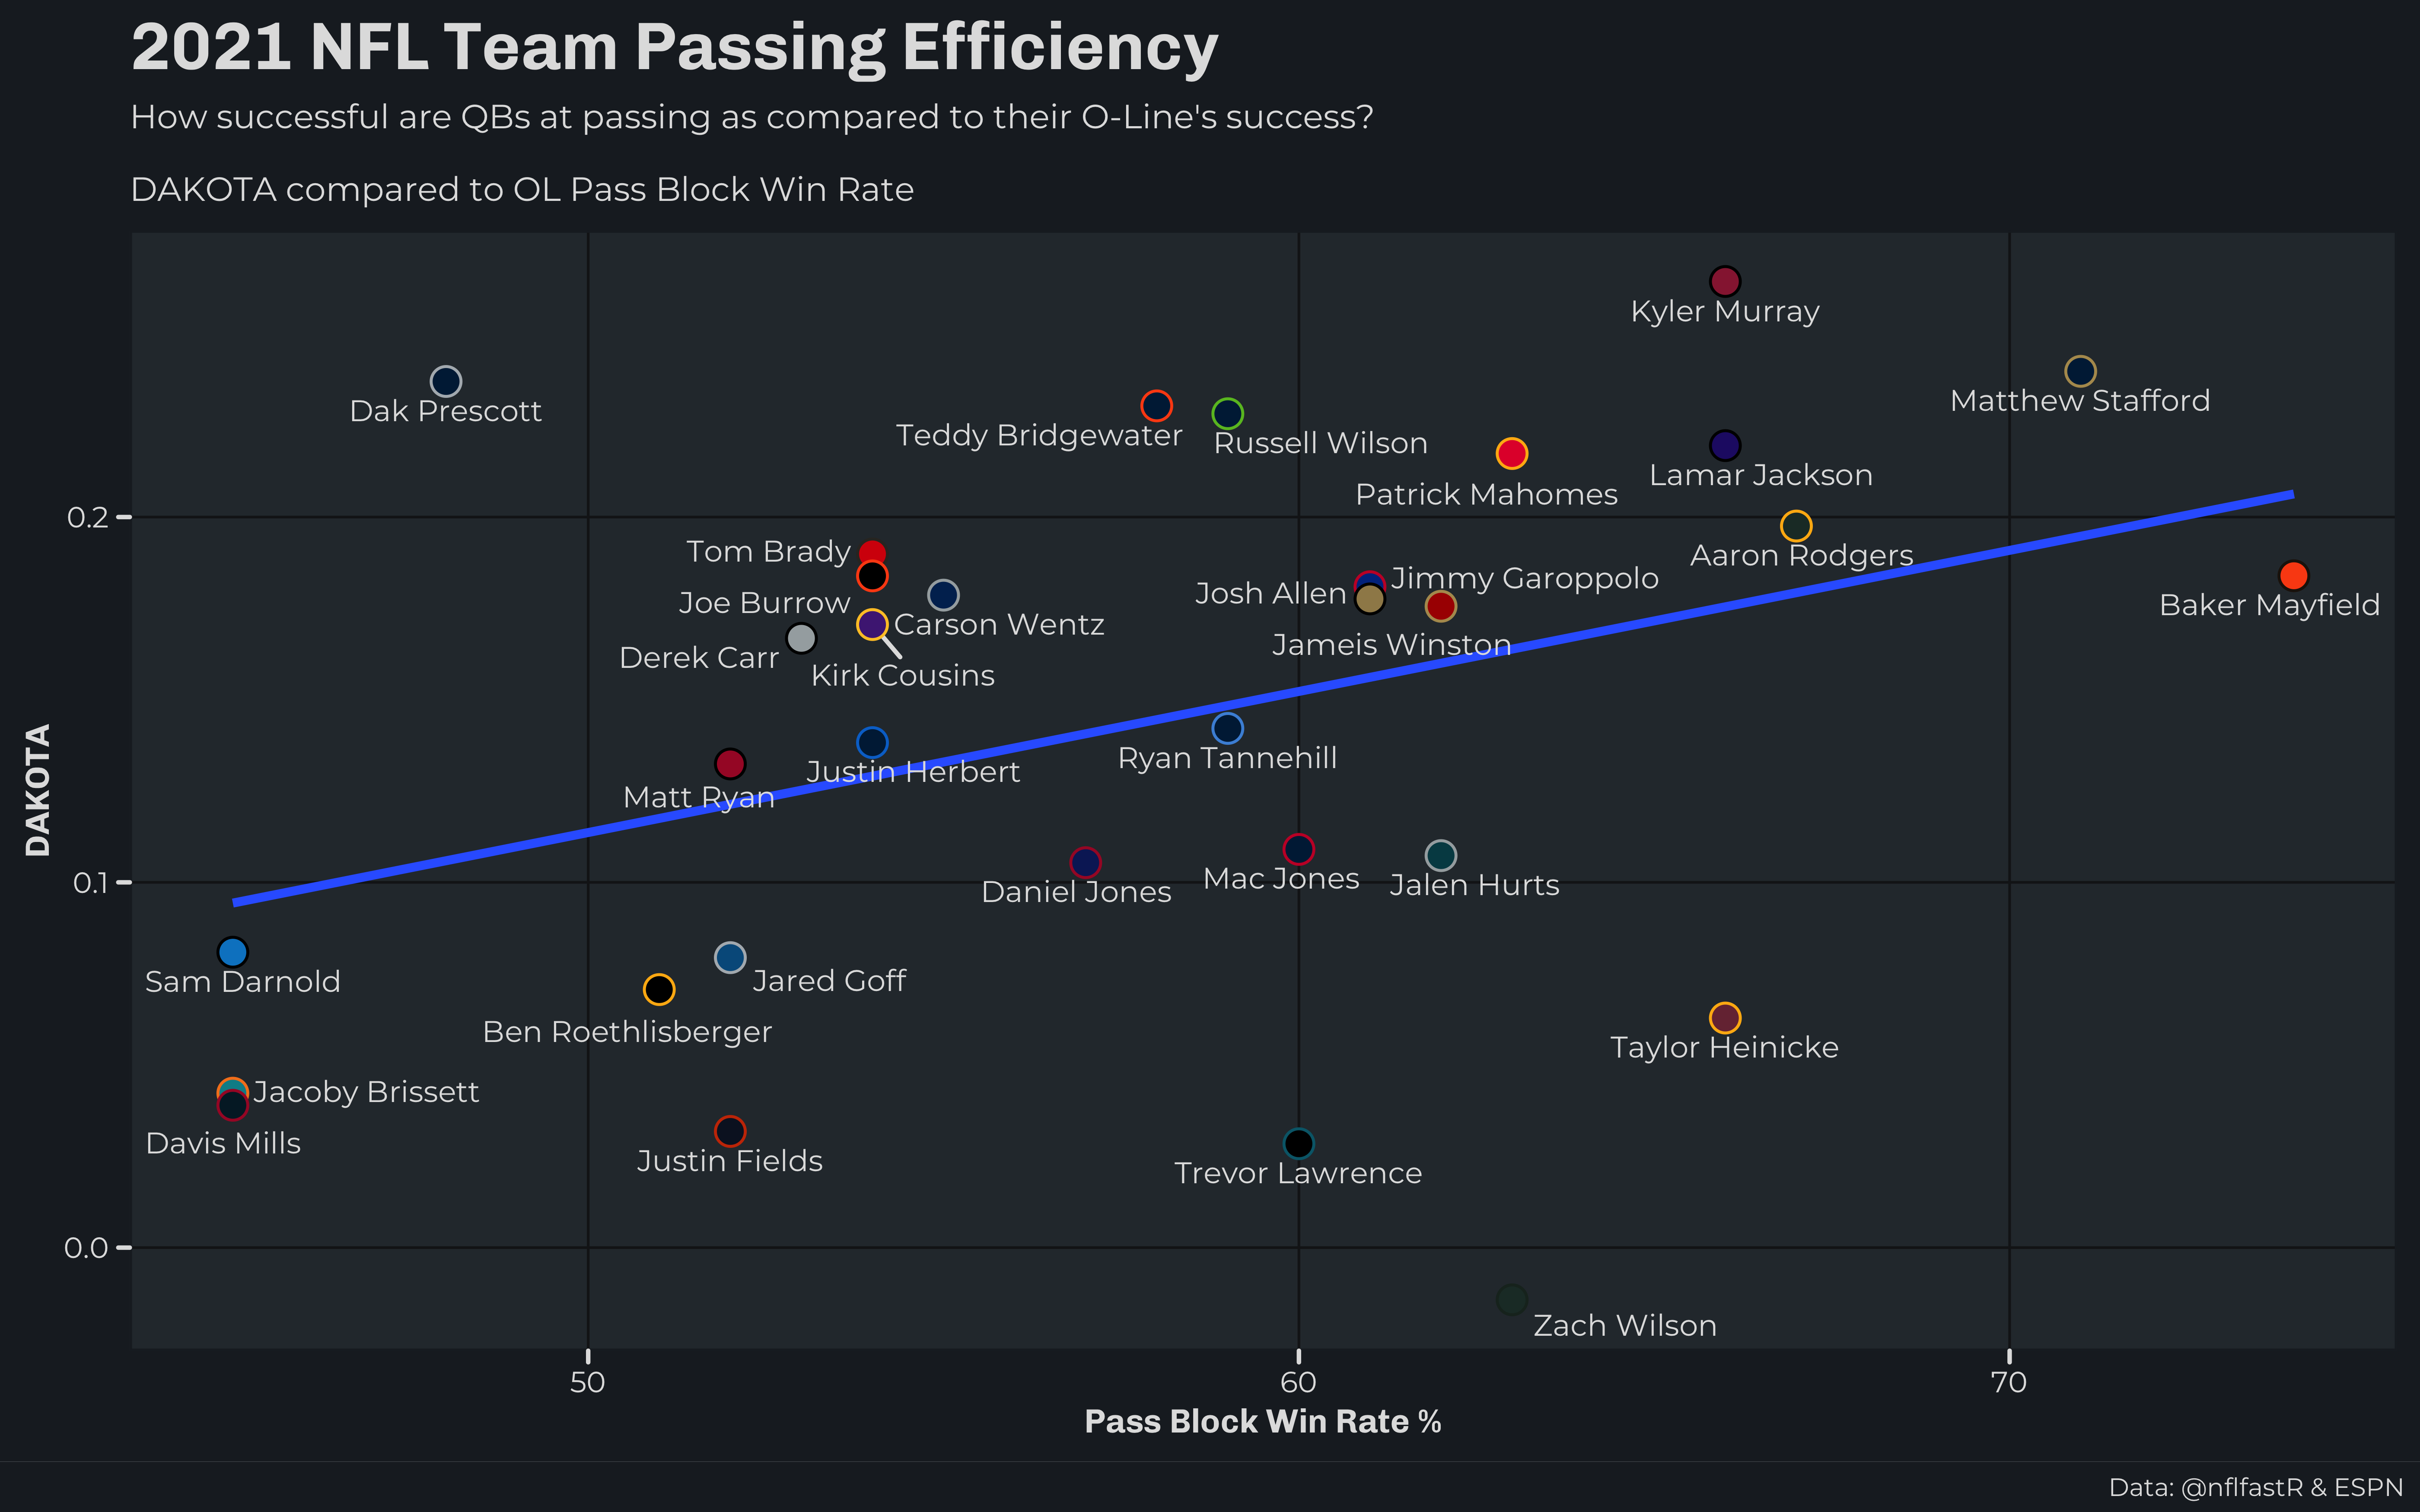 2021 NFL Team Passing Efficiency
How successful are QBs at passing as compared to their O-Line's success?
DAKOTA compared to OL Pass Block Win Rate
Kyler Murray
Dak Prescott
Matthew Stafford
Teddy Bridgewater
Russell Wilson
Lamar Jackson
Patrick Mahomes
0.2
Tom Brady
Aaron Rodgers
Jimmy Garoppolo
Josh Allen
Joe Burrow
Baker Mayfield
Carson Wentz
Jameis Winston
Derek Carr
Kirk Cousins
Ryan Tannehill
Justin Herbert
Matt Ryan
DAKOTA
0.1
Mac Jones
Jalen Hurts
Daniel Jones
Sam Darnold
Jared Goff
Ben Roethlisberger
Taylor Heinicke
Jacoby Brissett
Davis Mills
Justin Fields
Trevor Lawrence
0.0
Zach Wilson
50
60
70
Pass Block Win Rate %
Data: @nflfastR & ESPN